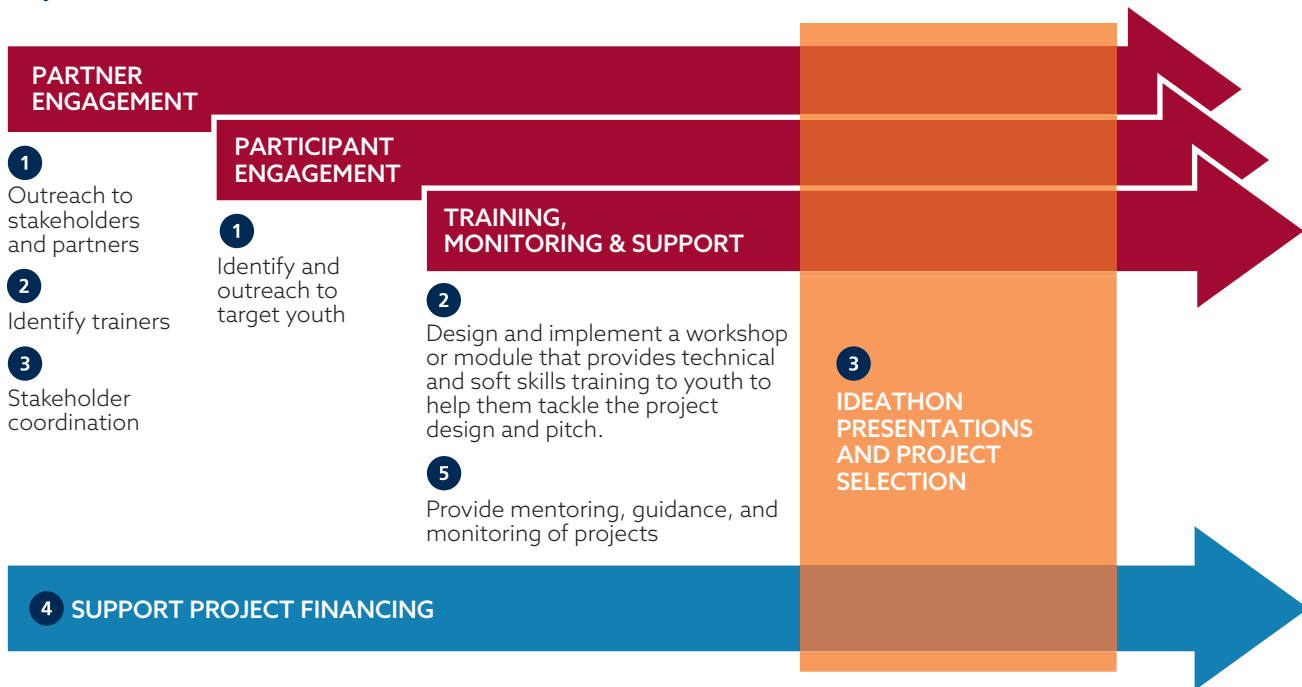 PARTNER
ENGAGEMENT
1
Outreach to
stakeholders
and partners
2
Identify trainers
3
Stakeholder
coordination
PARTICIPANT
ENGAGEMENT
1
Identify and
outreach to
target youth
TRAINING,
MONITORING & SUPPORT
2
Design and implement a workshop
or module that provides technical
and soft skills training to youth to
help them tackle the project
design and pitch.
5
Provide mentoring, guidance, and
monitoring of projects
3
IDEATHON
PRESENTATIONS
AND PROJECT
SELECTION
4 SUPPORT PROJECT FINANCING